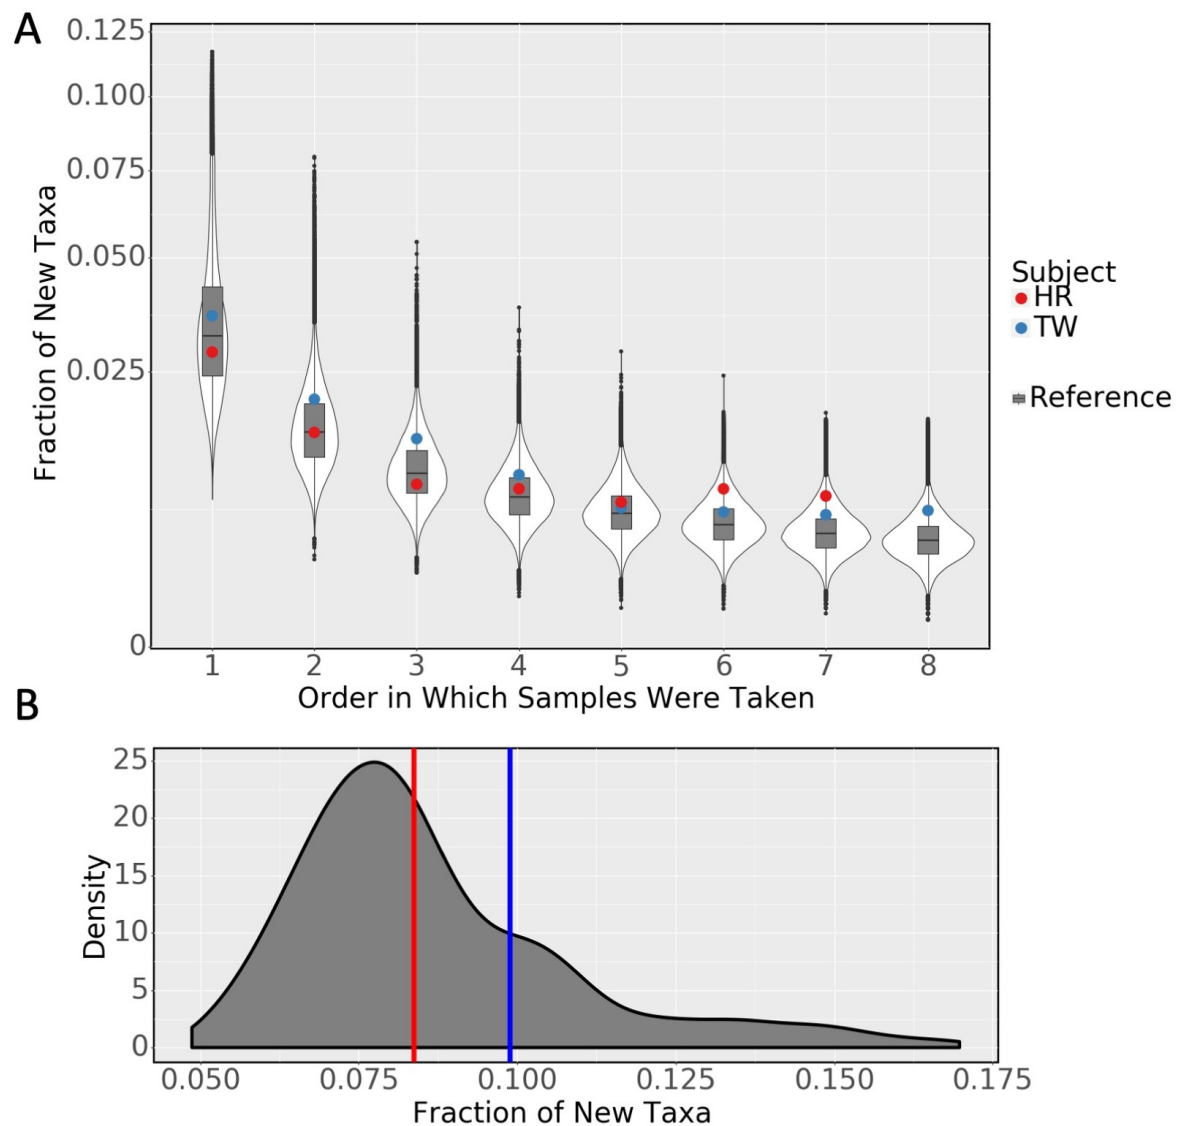 A
0.125
0.100
0.075
0.050
0.025
0
Fraction of New Taxa
1 2 3 4 5 6 7 8
Order in Which Samples Were Taken
Subject
HR
TW
Reference
B
25
20
15
10
5
0
Density
0.050 0.075 0.100 0.125 0.150 0.175
Fraction of New Taxa